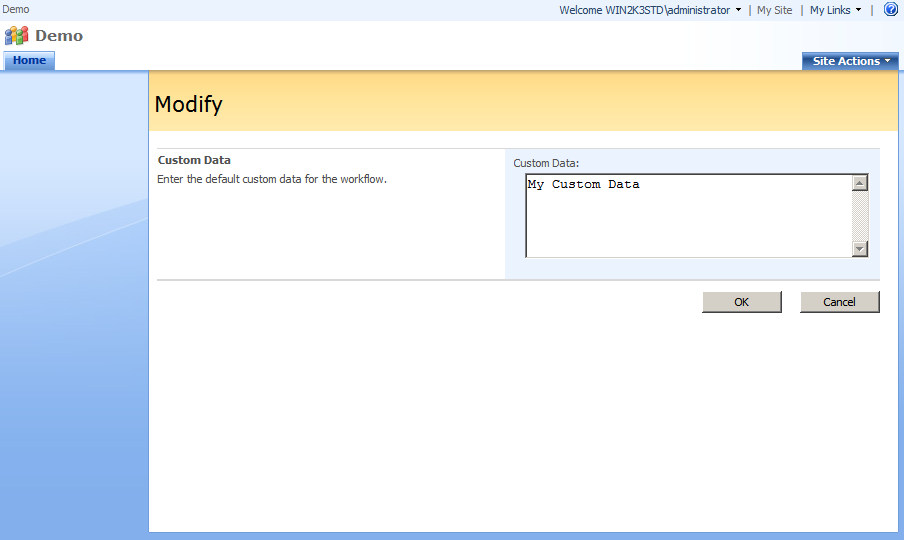 Demo
Welcome WIN2K3STD\administrator | My Site | My Links |
Demo
Home
Site Actions
Modify
Custom Data
Enter the default custom data for the workflow.
Custom Data:
My Custom Data
OK
Cancel